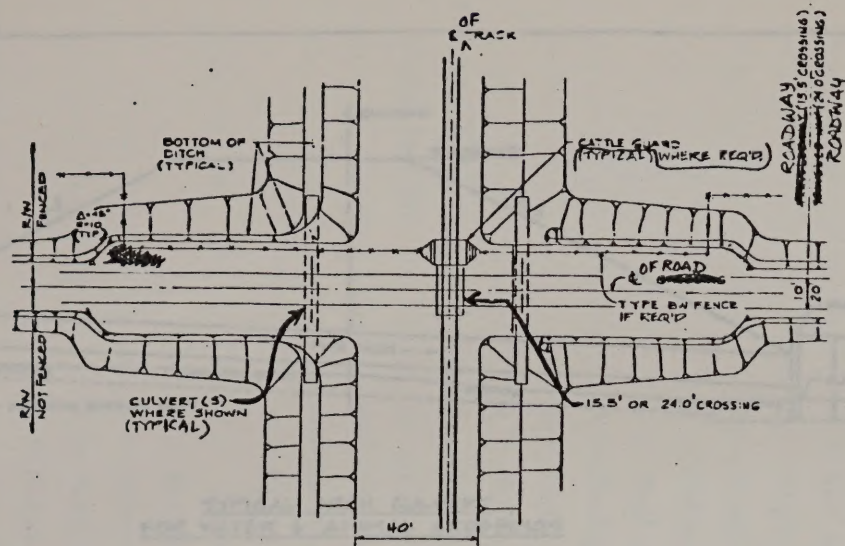 OF
℄ TRACK
ROADWAY
(15.5' CROSSING)
(24.0' CROSSING)
ROADWAY
BOTTOM OF
DITCH
(TYPICAL)
CATTLE GUARD
(TYPICAL) (WHERE REQ'D)
R/W
FENCED
(TYP)
℄ OF ROAD
10'
20'
TYPE BW FENCE
IF REQ'D
R/W
NOT FENCED
CULVERT(S)
WHERE SHOWN
(TYPICAL)
15.5' OR 24.0' CROSSING
40'